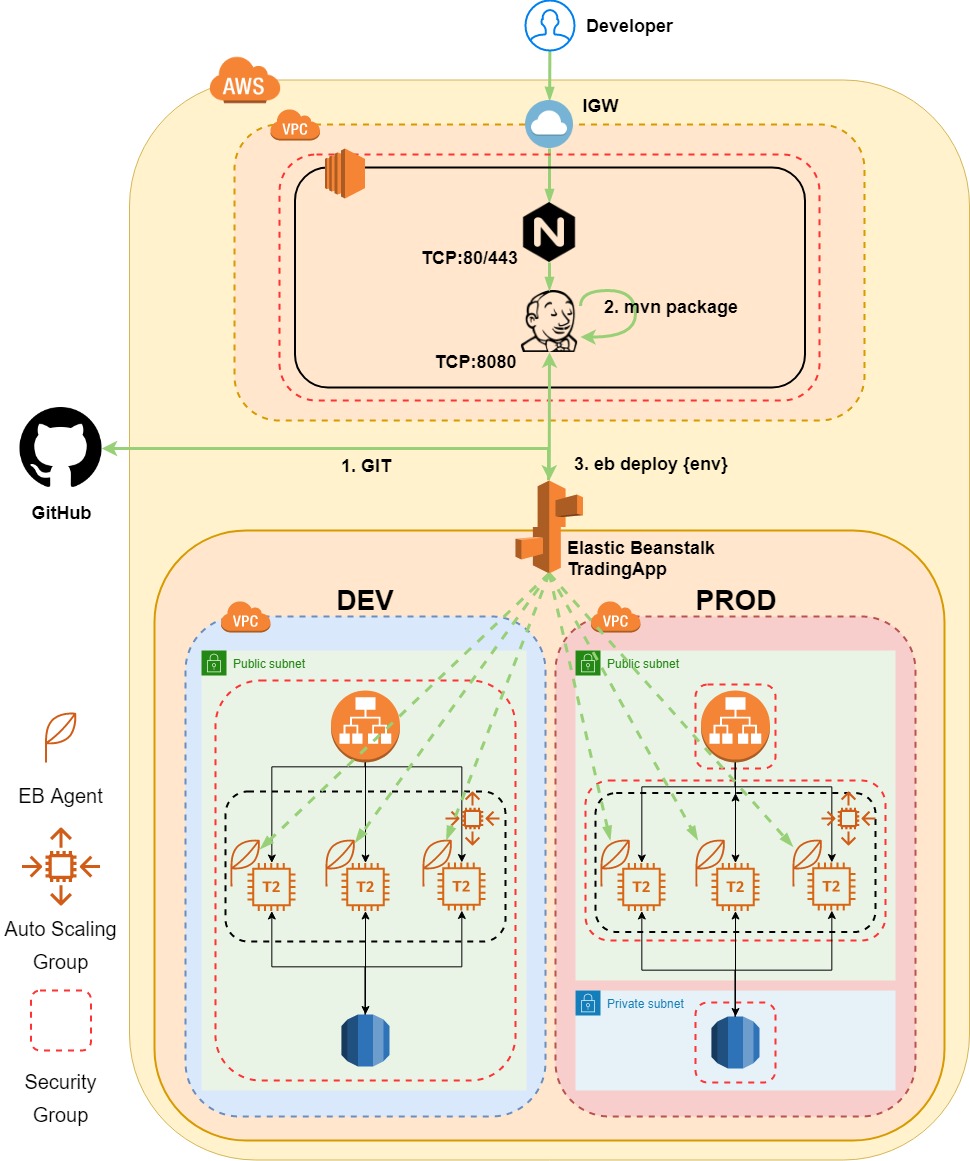 Developer
AWS
IGW
VPC
N
TCP:80/443
2. mvn package
TCP:8080
1. GIT
3. eb deploy {env}
GitHub
Elastic Beanstalk
TradingApp
DEV
PROD
VPC
VPC
Public subnet
Public subnet
EB Agent
T2
T2
T2
T2
T2
T2
Auto Scaling
Group
Private subnet
Security
Group